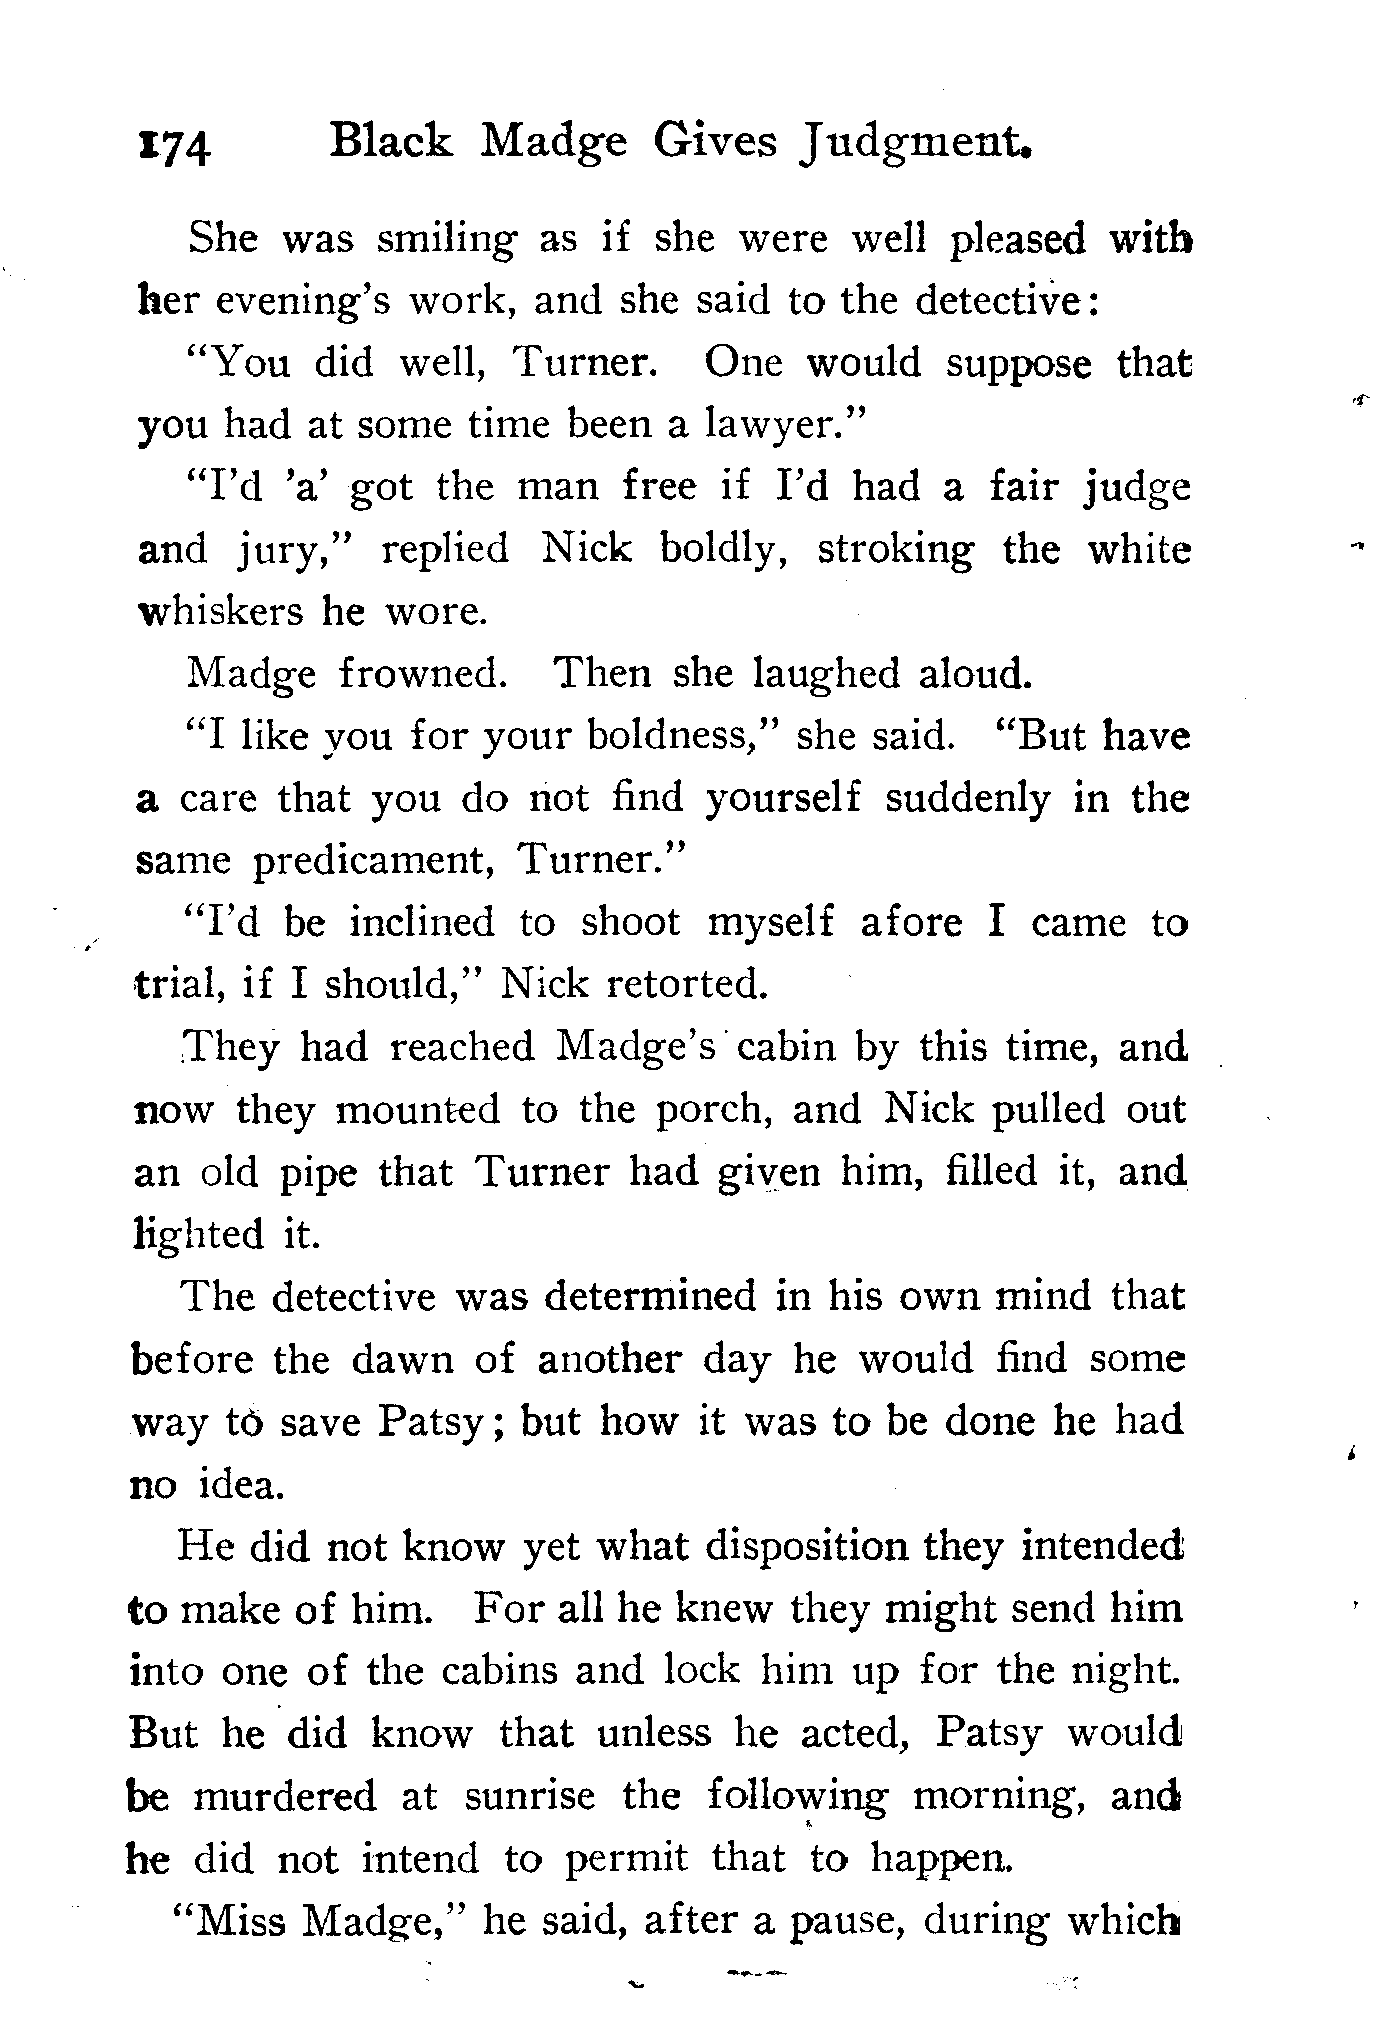 174 Black Madge Gives Judgment.
She was smiling as if she were well pleased with
her evening's work, and she said to the detective:
"You did well, Turner. One would suppose that
you had at some time been a lawyer."
"I'd 'a' got the man free if I'd had a fair judge
and jury," replied Nick boldly, stroking the white
whiskers he wore.
Madge frowned. Then she laughed aloud.
"I like you for your boldness," she said. "But have
a care that you do not find yourself suddenly in the
same predicament, Turner."
"I'd be inclined to shoot myself afore I came to
trial, if I should," Nick retorted.
They had reached Madge's cabin by this time, and
now they mounted to the porch, and Nick pulled out
an old pipe that Turner had given him, filled it, and
lighted it.
The detective was determined in his own mind that
before the dawn of another day he would find some
way to save Patsy; but how it was to be done he had
no idea.
He did not know yet what disposition they intended
to make of him. For all he knew they might send him
into one of the cabins and lock him up for the night.
But he did know that unless he acted, Patsy would
be murdered at sunrise the following morning, and
he did not intend to permit that to happen.
"Miss Madge," he said, after a pause, during which